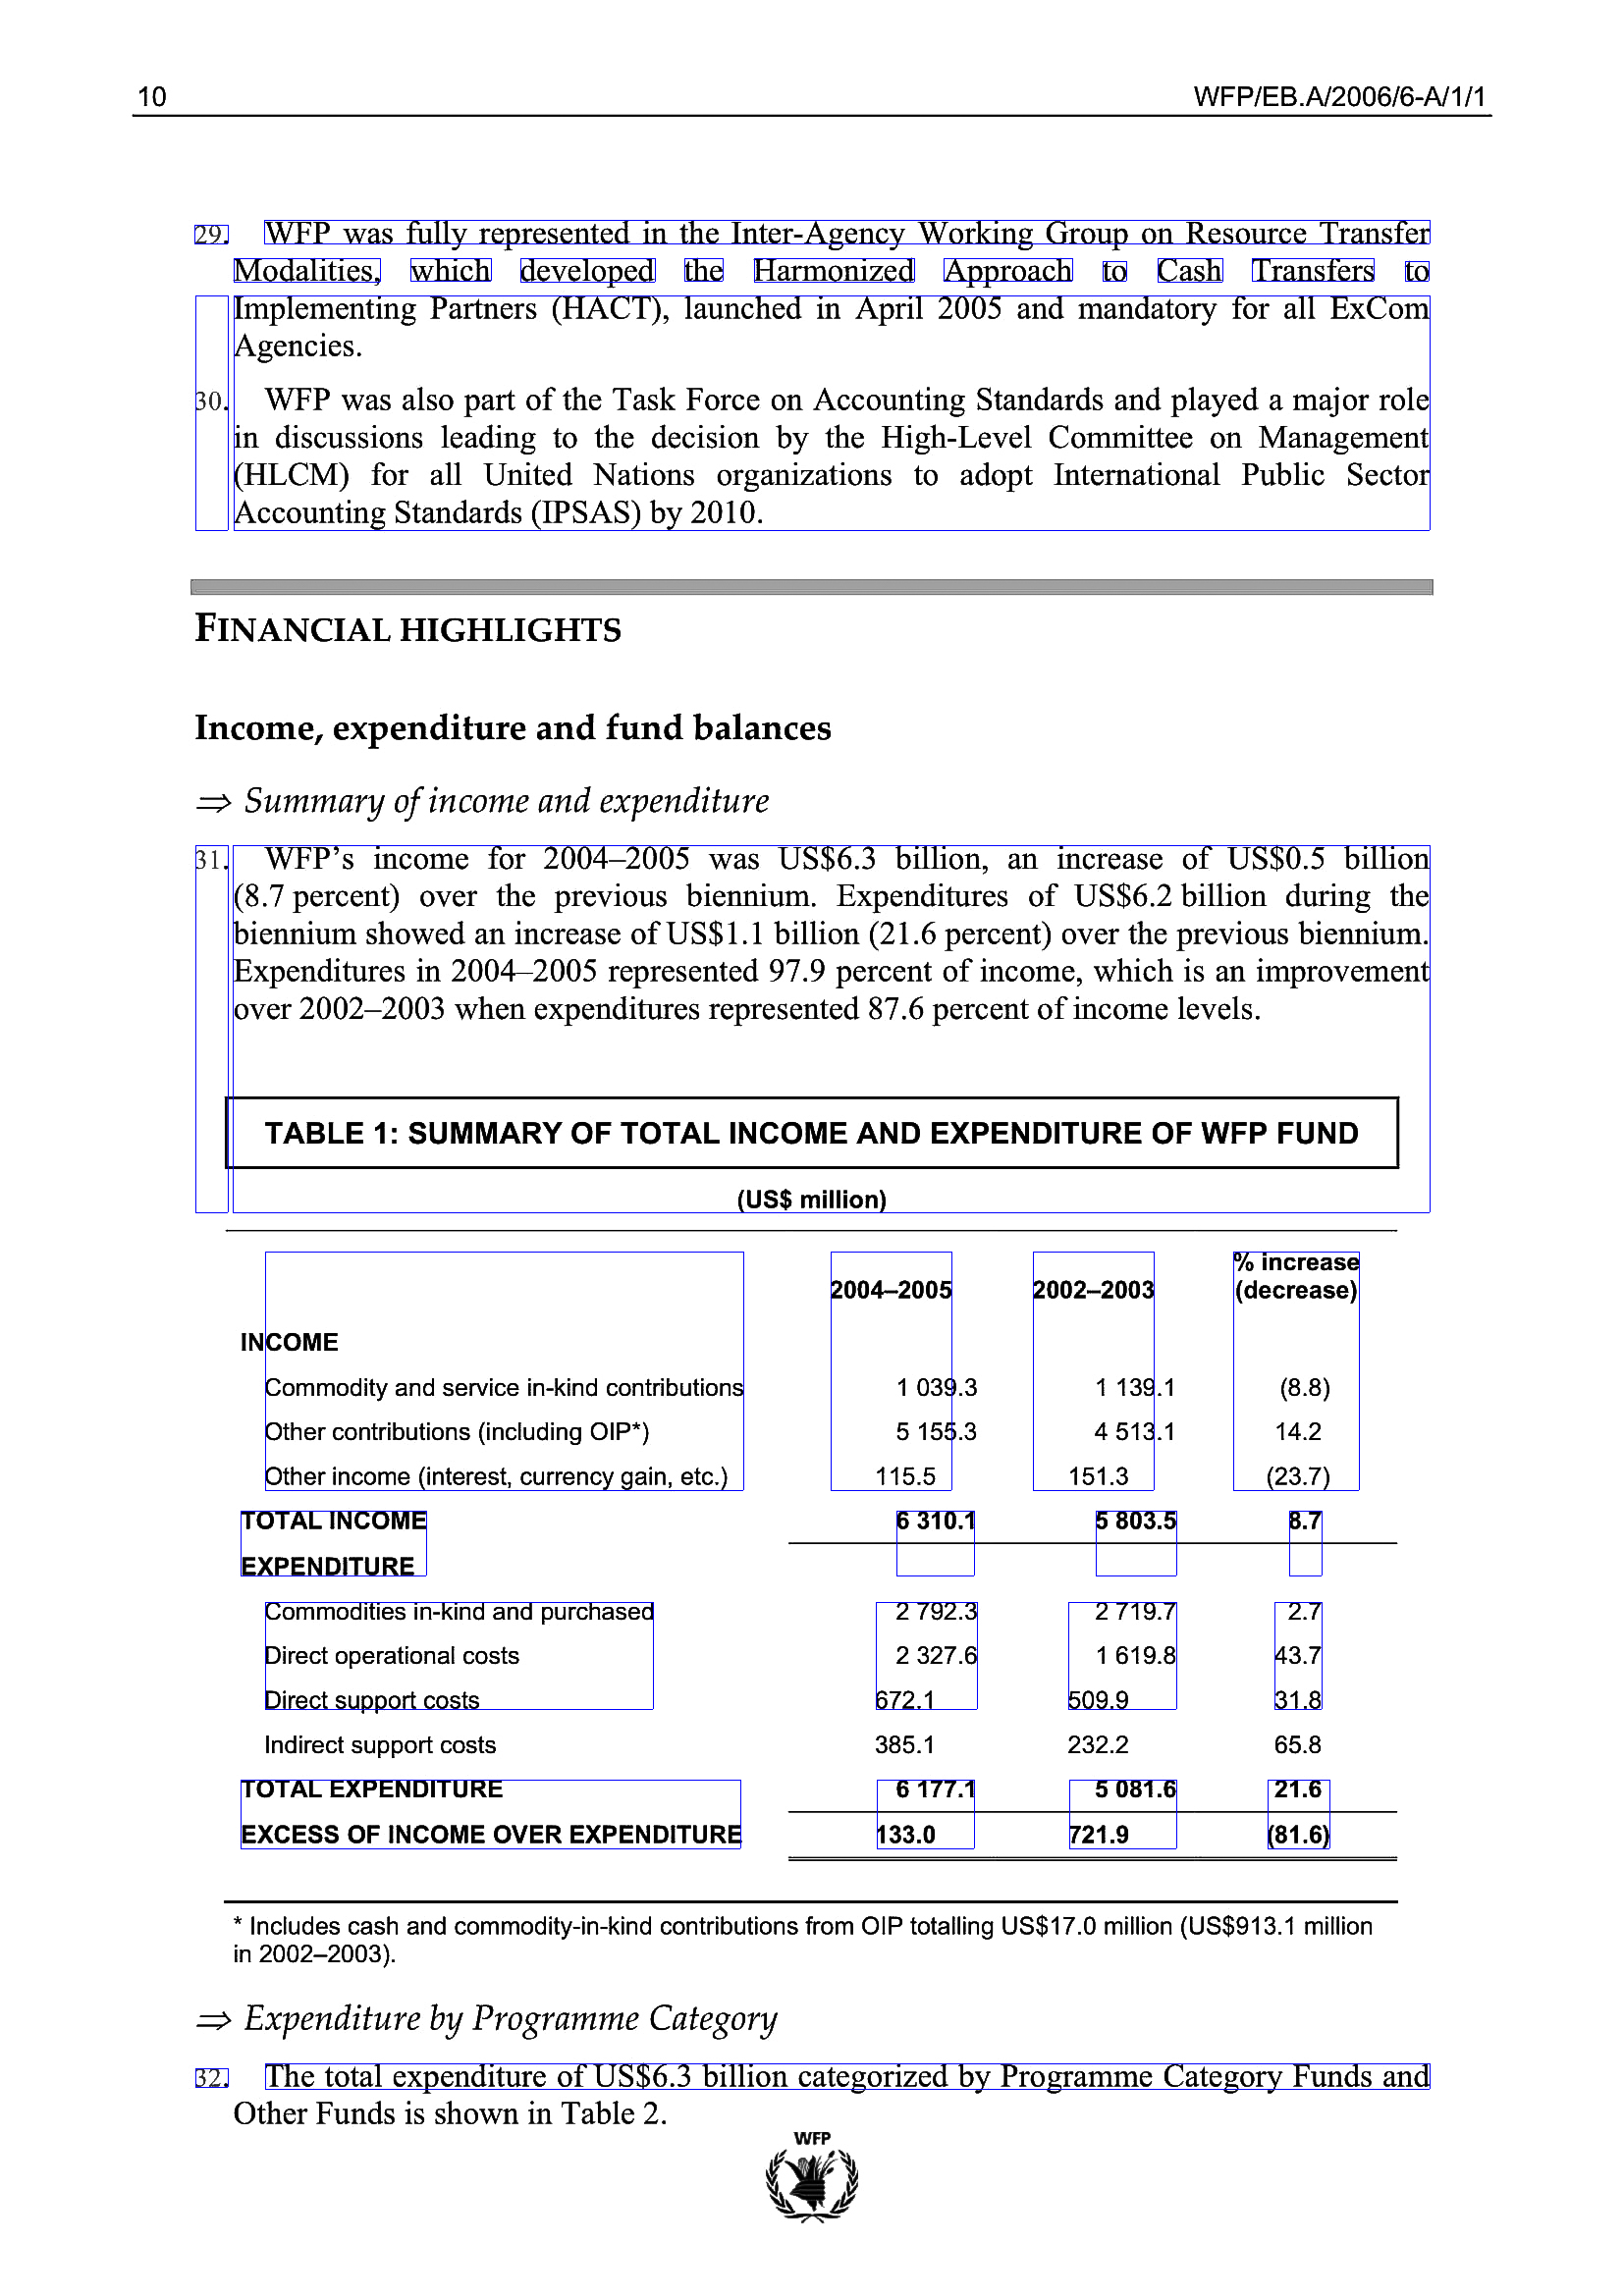 10 WFP/EB.A/2006/6-A/1/1
29. WFP was fully represented in the Inter-Agency Working Group on Resource Transfer
Modalities, which developed the Harmonized Approach to Cash Transfers to
Implementing Partners (HACT), launched in April 2005 and mandatory for all ExCom
Agencies.
30. WFP was also part of the Task Force on Accounting Standards and played a major role
in discussions leading to the decision by the High-Level Committee on Management
(HLCM) for all United Nations organizations to adopt International Public Sector
Accounting Standards (IPSAS) by 2010.
FINANCIAL HIGHLIGHTS
Income, expenditure and fund balances
⇒ Summary of income and expenditure
31. WFP’s income for 2004–2005 was US$6.3 billion, an increase of US$0.5 billion
(8.7 percent) over the previous biennium. Expenditures of US$6.2 billion during the
biennium showed an increase of US$1.1 billion (21.6 percent) over the previous biennium.
Expenditures in 2004–2005 represented 97.9 percent of income, which is an improvement
over 2002–2003 when expenditures represented 87.6 percent of income levels.
TABLE 1: SUMMARY OF TOTAL INCOME AND EXPENDITURE OF WFP FUND
(US$ million)
2004–2005 2002–2003 % increase
(decrease)
INCOME
Commodity and service in-kind contributions 1 039.3 1 139.1 (8.8)
Other contributions (including OIP*) 5 155.3 4 513.1 14.2
Other income (interest, currency gain, etc.) 115.5 151.3 (23.7)
TOTAL INCOME 6 310.1 5 803.5 8.7
EXPENDITURE
Commodities in-kind and purchased 2 792.3 2 719.7 2.7
Direct operational costs 2 327.6 1 619.8 43.7
Direct support costs 672.1 509.9 31.8
Indirect support costs 385.1 232.2 65.8
TOTAL EXPENDITURE 6 177.1 5 081.6 21.6
EXCESS OF INCOME OVER EXPENDITURE 133.0 721.9 (81.6)
* Includes cash and commodity-in-kind contributions from OIP totalling US$17.0 million (US$913.1 million
in 2002–2003).
⇒ Expenditure by Programme Category
32. The total expenditure of US$6.3 billion categorized by Programme Category Funds and
Other Funds is shown in Table 2.
WFP